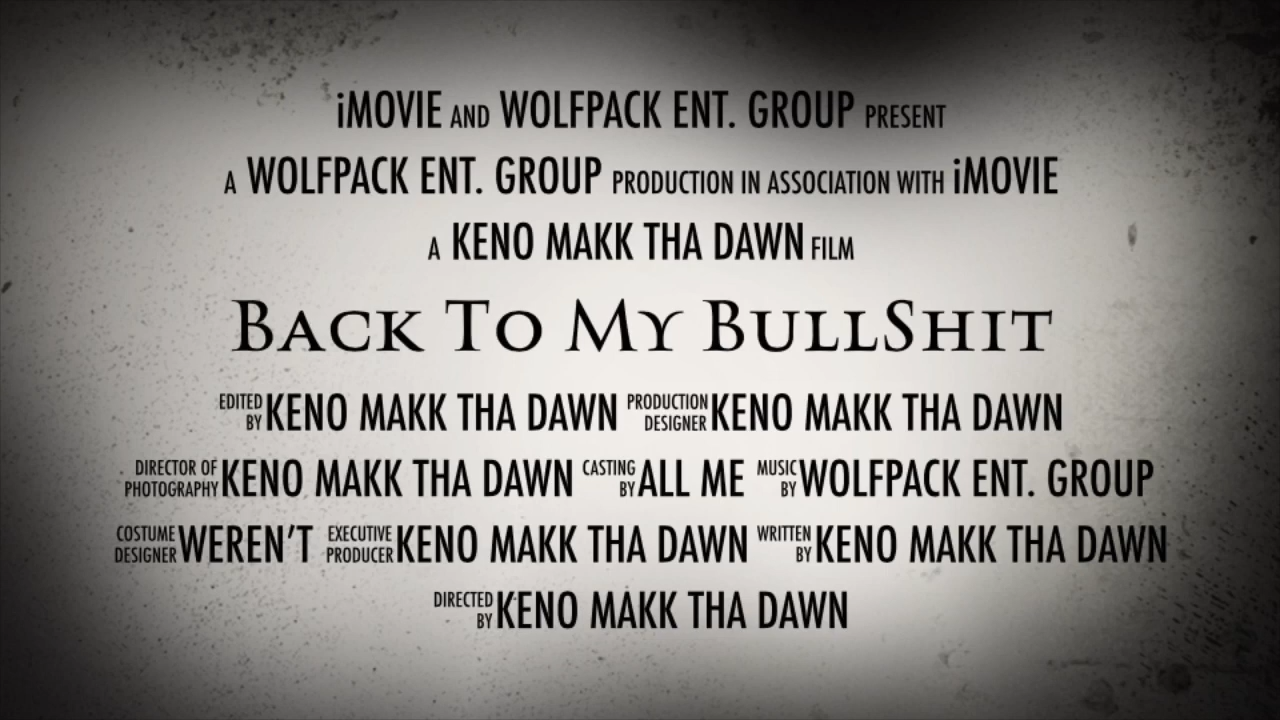 iMOVIE AND WOLFPACK ENT. GROUP PRESENT
A WOLFPACK ENT. GROUP PRODUCTION IN ASSOCIATION WITH iMOVIE
A KENO MAKK THA DAWN FILM
BACK TO MY BULLSHIT
EDITED BY KENO MAKK THA DAWN PRODUCTION DESIGNER KENO MAKK THA DAWN
DIRECTOR OF PHOTOGRAPHY KENO MAKK THA DAWN CASTING BY ALL ME MUSIC BY WOLFPACK ENT. GROUP
COSTUME DESIGNER WEREN'T EXECUTIVE PRODUCER KENO MAKK THA DAWN WRITTEN BY KENO MAKK THA DAWN
DIRECTED BY KENO MAKK THA DAWN